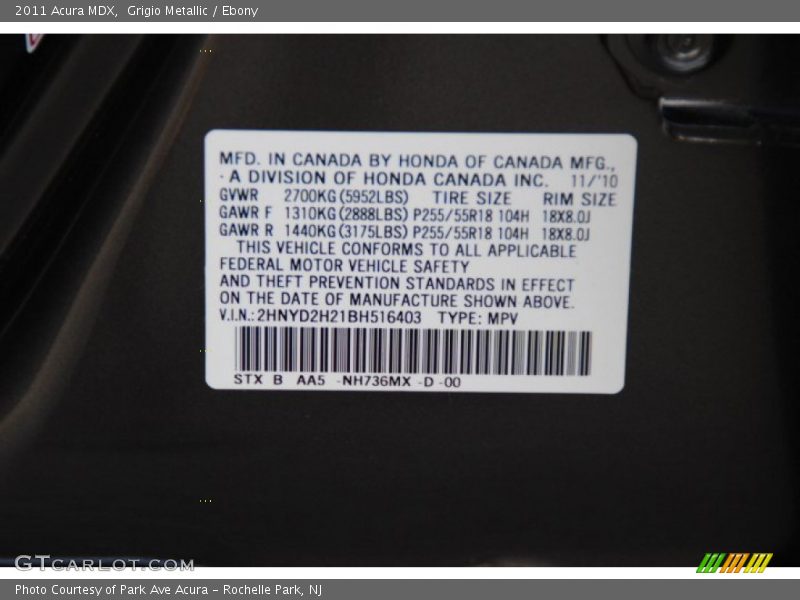 2011 Acura MDX,  Grigio Metallic / Ebony
MFD. IN CANADA BY HONDA OF CANADA MFG.,
A DIVISION OF HONDA CANADA INC. 11/'10
GVWR 2700KG(5952LBS) TIRE SIZE RIM SIZE
GAWR F 1310KG(2888LBS) P255/55R18 104H 18X8.0J
GAWR R 1440KG(3175LBS) P255/55R18 104H 18X8.0J
THIS VEHICLE CONFORMS TO ALL APPLICABLE
FEDERAL MOTOR VEHICLE SAFETY
AND THEFT PREVENTION STANDARDS IN EFFECT
ON THE DATE OF MANUFACTURE SHOWN ABOVE.
V.I.N.:2HNYD2H21BH516403 TYPE: MPV
STX B AA5 -NH736MX -D -00
GTCARLOT.COM
Photo Courtesy of Park Ave Acura - Rochelle Park, NJ